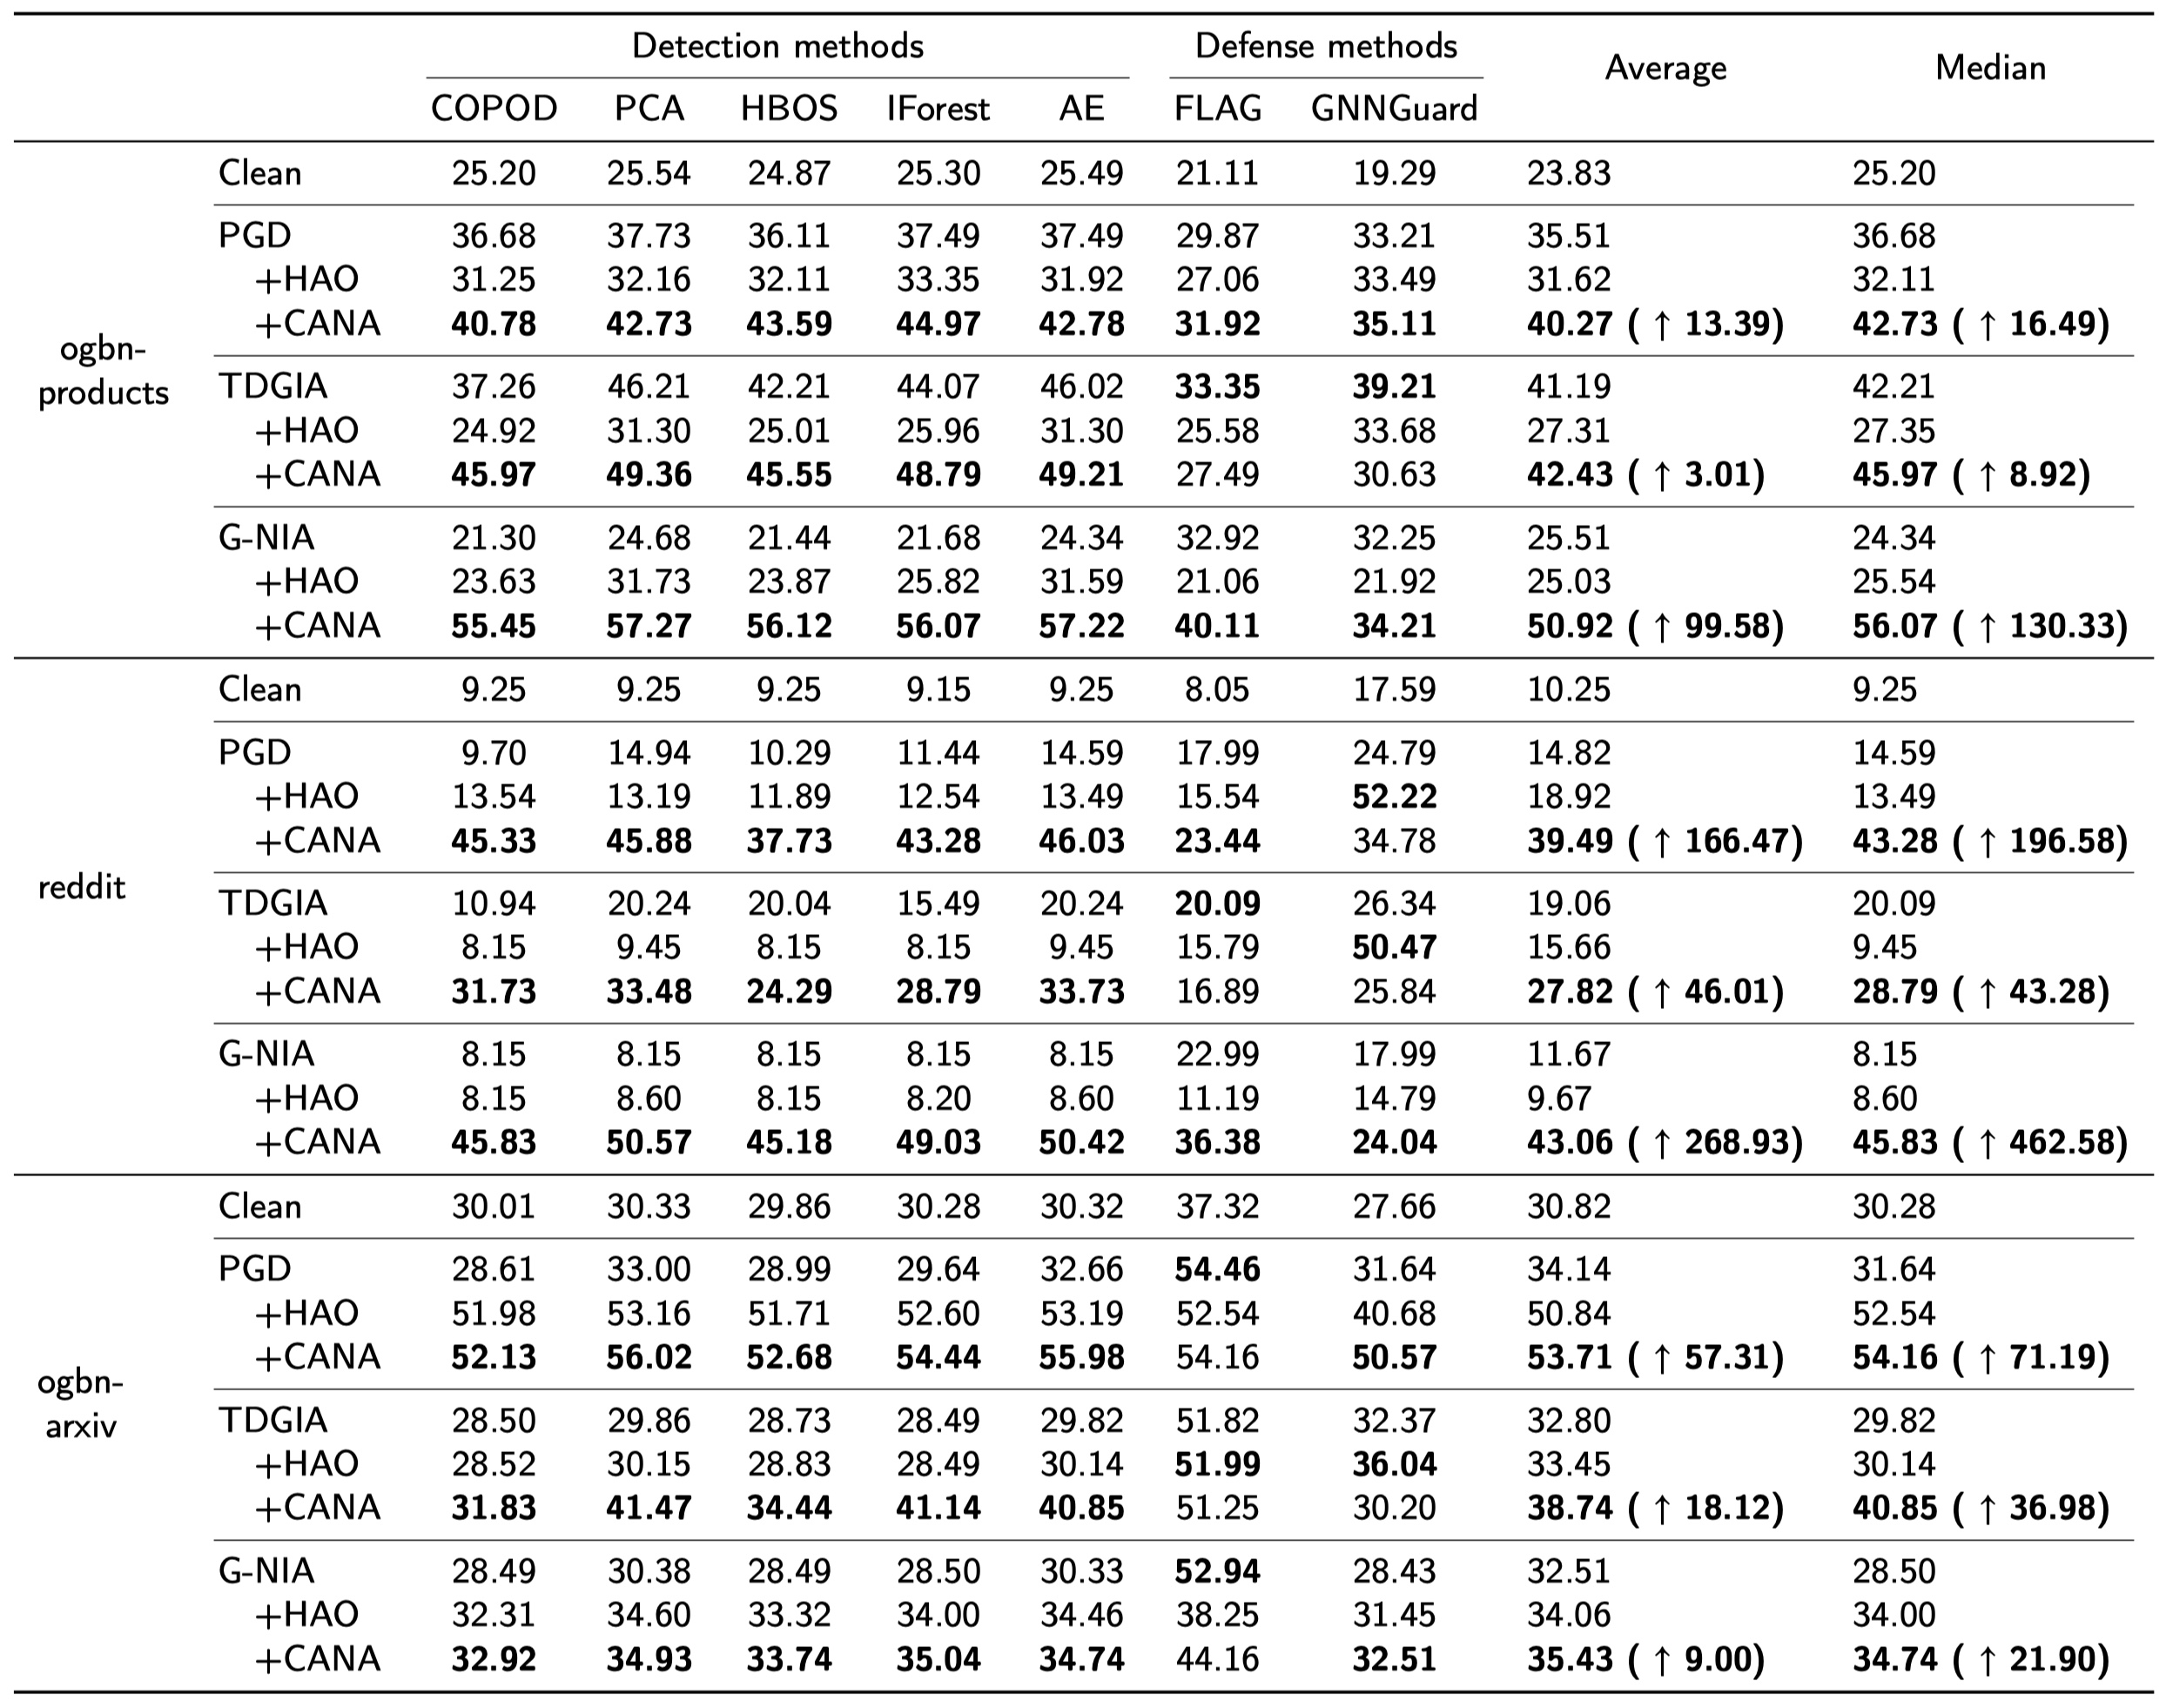 Detection methods Defense methods Average Median
COPOD PCA HBOS IForest AE FLAG GNNGuard
Clean 25.20 25.54 24.87 25.30 25.49 21.11 19.29 23.83 25.20
PGD 36.68 37.73 36.11 37.49 37.49 29.87 33.21 35.51 36.68
+HAO 31.25 32.16 32.11 33.35 31.92 27.06 33.49 31.62 32.11
+CANA 40.78 42.73 43.59 44.97 42.78 31.92 35.11 40.27 ( ↑ 13.39) 42.73 ( ↑ 16.49)
ogbn-
products
TDGIA 37.26 46.21 42.21 44.07 46.02 33.35 39.21 41.19 42.21
+HAO 24.92 31.30 25.01 25.96 31.30 25.58 33.68 27.31 27.35
+CANA 45.97 49.36 45.55 48.79 49.21 27.49 30.63 42.43 ( ↑ 3.01) 45.97 ( ↑ 8.92)
G-NIA 21.30 24.68 21.44 21.68 24.34 32.92 32.25 25.51 24.34
+HAO 23.63 31.73 23.87 25.82 31.59 21.06 21.92 25.03 25.54
+CANA 55.45 57.27 56.12 56.07 57.22 40.11 34.21 50.92 ( ↑ 99.58) 56.07 ( ↑ 130.33)
Clean 9.25 9.25 9.25 9.15 9.25 8.05 17.59 10.25 9.25
PGD 9.70 14.94 10.29 11.44 14.59 17.99 24.79 14.82 14.59
+HAO 13.54 13.19 11.89 12.54 13.49 15.54 52.22 18.92 13.49
+CANA 45.33 45.88 37.73 43.28 46.03 23.44 34.78 39.49 ( ↑ 166.47) 43.28 ( ↑ 196.58)
reddit
TDGIA 10.94 20.24 20.04 15.49 20.24 20.09 26.34 19.06 20.09
+HAO 8.15 9.45 8.15 8.15 9.45 15.79 50.47 15.66 9.45
+CANA 31.73 33.48 24.29 28.79 33.73 16.89 25.84 27.82 ( ↑ 46.01) 28.79 ( ↑ 43.28)
G-NIA 8.15 8.15 8.15 8.15 8.15 22.99 17.99 11.67 8.15
+HAO 8.15 8.60 8.15 8.20 8.60 11.19 14.79 9.67 8.60
+CANA 45.83 50.57 45.18 49.03 50.42 36.38 24.04 43.06 ( ↑ 268.93) 45.83 ( ↑ 462.58)
Clean 30.01 30.33 29.86 30.28 30.32 37.32 27.66 30.82 30.28
PGD 28.61 33.00 28.99 29.64 32.66 54.46 31.64 34.14 31.64
+HAO 51.98 53.16 51.71 52.60 53.19 52.54 40.68 50.84 52.54
+CANA 52.13 56.02 52.68 54.44 55.98 54.16 50.57 53.71 ( ↑ 57.31) 54.16 ( ↑ 71.19)
ogbn-
arxiv
TDGIA 28.50 29.86 28.73 28.49 29.82 51.82 32.37 32.80 29.82
+HAO 28.52 30.15 28.83 28.49 30.14 51.99 36.04 33.45 30.14
+CANA 31.83 41.47 34.44 41.14 40.85 51.25 30.20 38.74 ( ↑ 18.12) 40.85 ( ↑ 36.98)
G-NIA 28.49 30.38 28.49 28.50 30.33 52.94 28.43 32.51 28.50
+HAO 32.31 34.60 33.32 34.00 34.46 38.25 31.45 34.06 34.00
+CANA 32.92 34.93 33.74 35.04 34.74 44.16 32.51 35.43 ( ↑ 9.00) 34.74 ( ↑ 21.90)